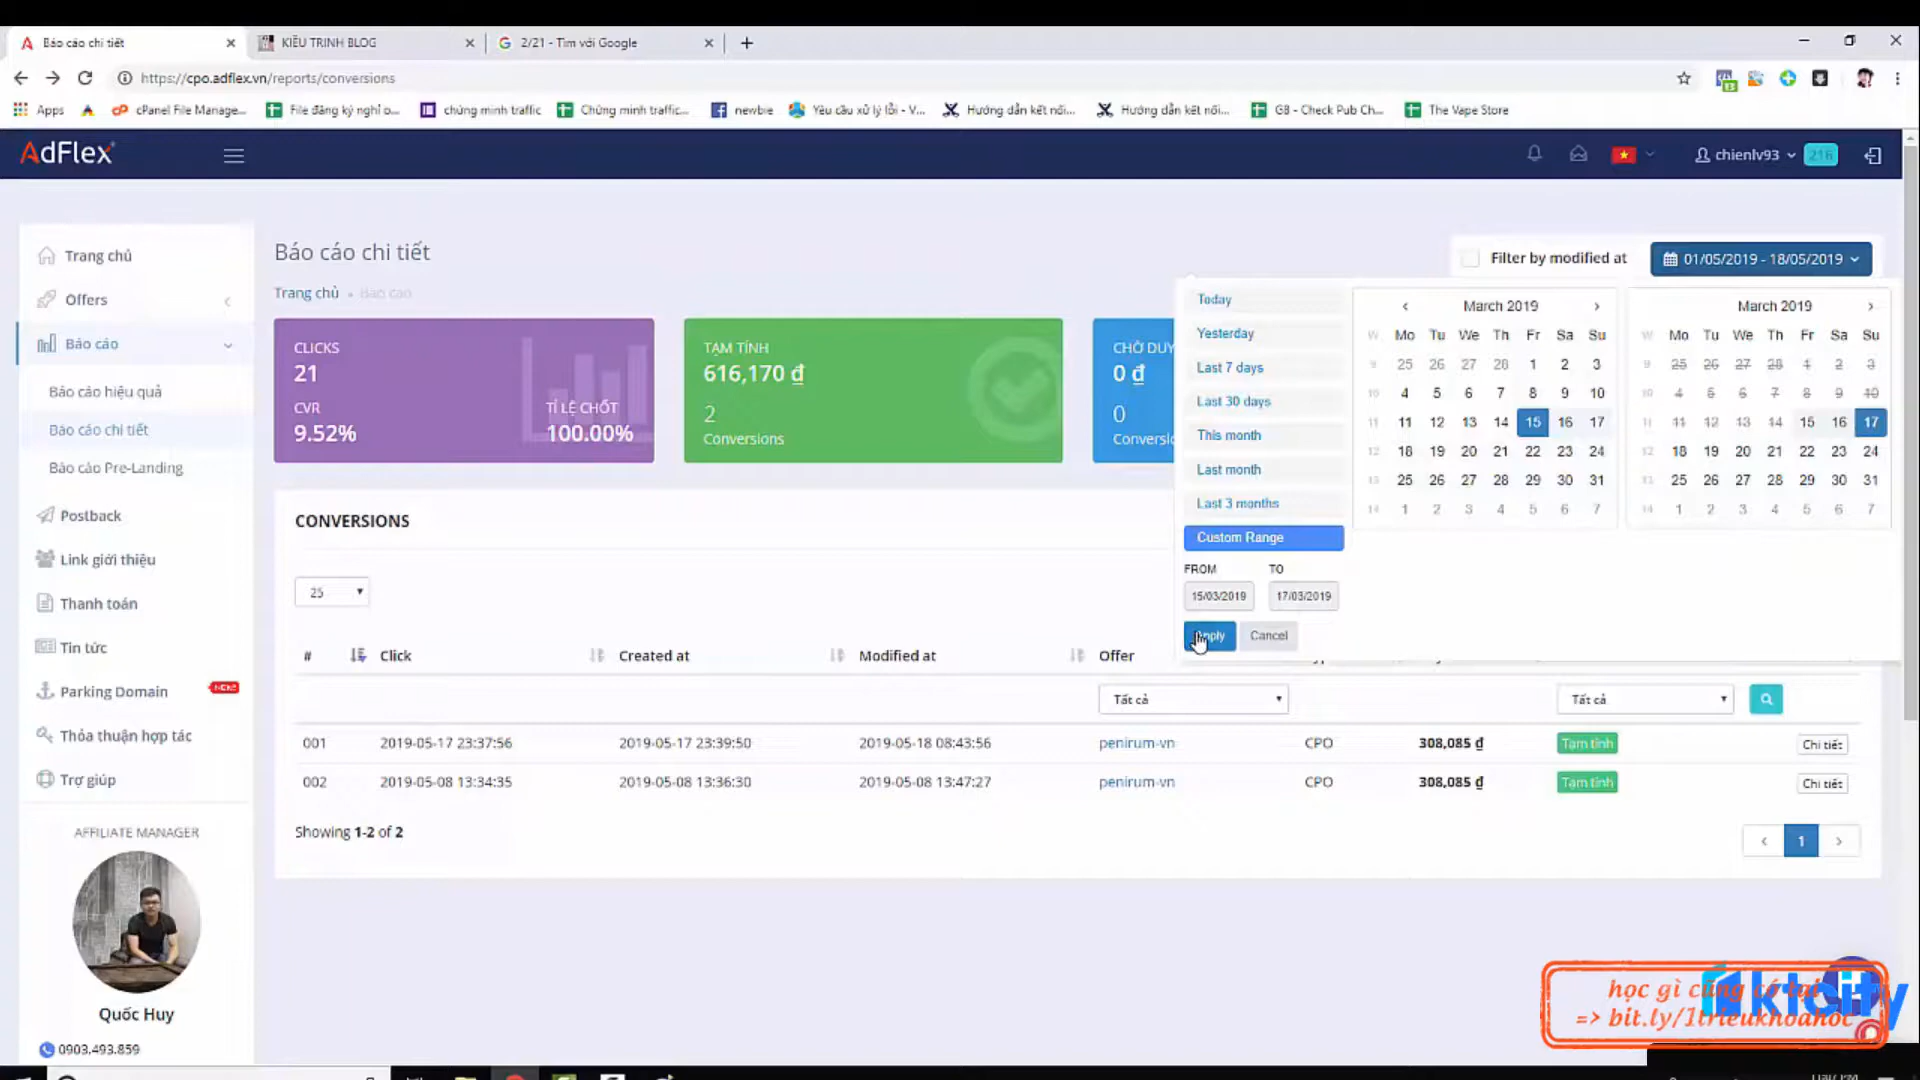 Báo cáo chi tiết
KIỀU TRINH BLOG
2/21 - Tìm với Google
https://cpo.adflex.vn/reports/conversions
Apps
cPanel File Manage...
File đăng ký nghỉ o...
chứng minh traffic
Chứng minh traffic...
newbie
Yêu cầu xử lý lỗi - V...
Hướng dẫn kết nối...
Hướng dẫn kết nối...
G8 - Check Pub Ch...
The Vape Store
AdFlex
chienlv93
216
Trang chủ
Offers
Báo cáo
Báo cáo hiệu quả
Báo cáo chi tiết
Báo cáo Pre-Landing
Postback
Link giới thiệu
Thanh toán
Tin tức
Parking Domain
NEW!
Thỏa thuận hợp tác
Trợ giúp
AFFILIATE MANAGER
Quốc Huy
0903.493.859
Báo cáo chi tiết
Trang chủ
Báo cáo
Filter by modified at
01/05/2019 - 18/05/2019
CLICKS
21
CVR
9.52%
TỈ LỆ CHỐT
100.00%
TẠM TÍNH
616,170 ₫
2
Conversions
CHỜ DUY
0 ₫
0
Conversi
Today
Yesterday
Last 7 days
Last 30 days
This month
Last month
Last 3 months
Custom Range
FROM TO
15/03/2019 17/03/2019
Apply Cancel
March 2019
W Mo Tu We Th Fr Sa Su
9 25 26 27 28 1 2 3
10 4 5 6 7 8 9 10
11 11 12 13 14 15 16 17
12 18 19 20 21 22 23 24
13 25 26 27 28 29 30 31
14 1 2 3 4 5 6 7
March 2019
W Mo Tu We Th Fr Sa Su
9 25 26 27 28 1 2 3
10 4 5 6 7 8 9 10
11 11 12 13 14 15 16 17
12 18 19 20 21 22 23 24
13 25 26 27 28 29 30 31
14 1 2 3 4 5 6 7
CONVERSIONS
25
# Click Created at Modified at Offer
Tất cả Tất cả
001 2019-05-17 23:37:56 2019-05-17 23:39:50 2019-05-18 08:43:56 penirum-vn CPO 308,085 ₫ Tạm tính Chi tiết
002 2019-05-08 13:34:35 2019-05-08 13:36:30 2019-05-08 13:47:27 penirum-vn CPO 308,085 ₫ Tạm tính Chi tiết
Showing 1-2 of 2
1
học gì cũng có tại
=> bit.ly/1trieukhoahoc
ktcity